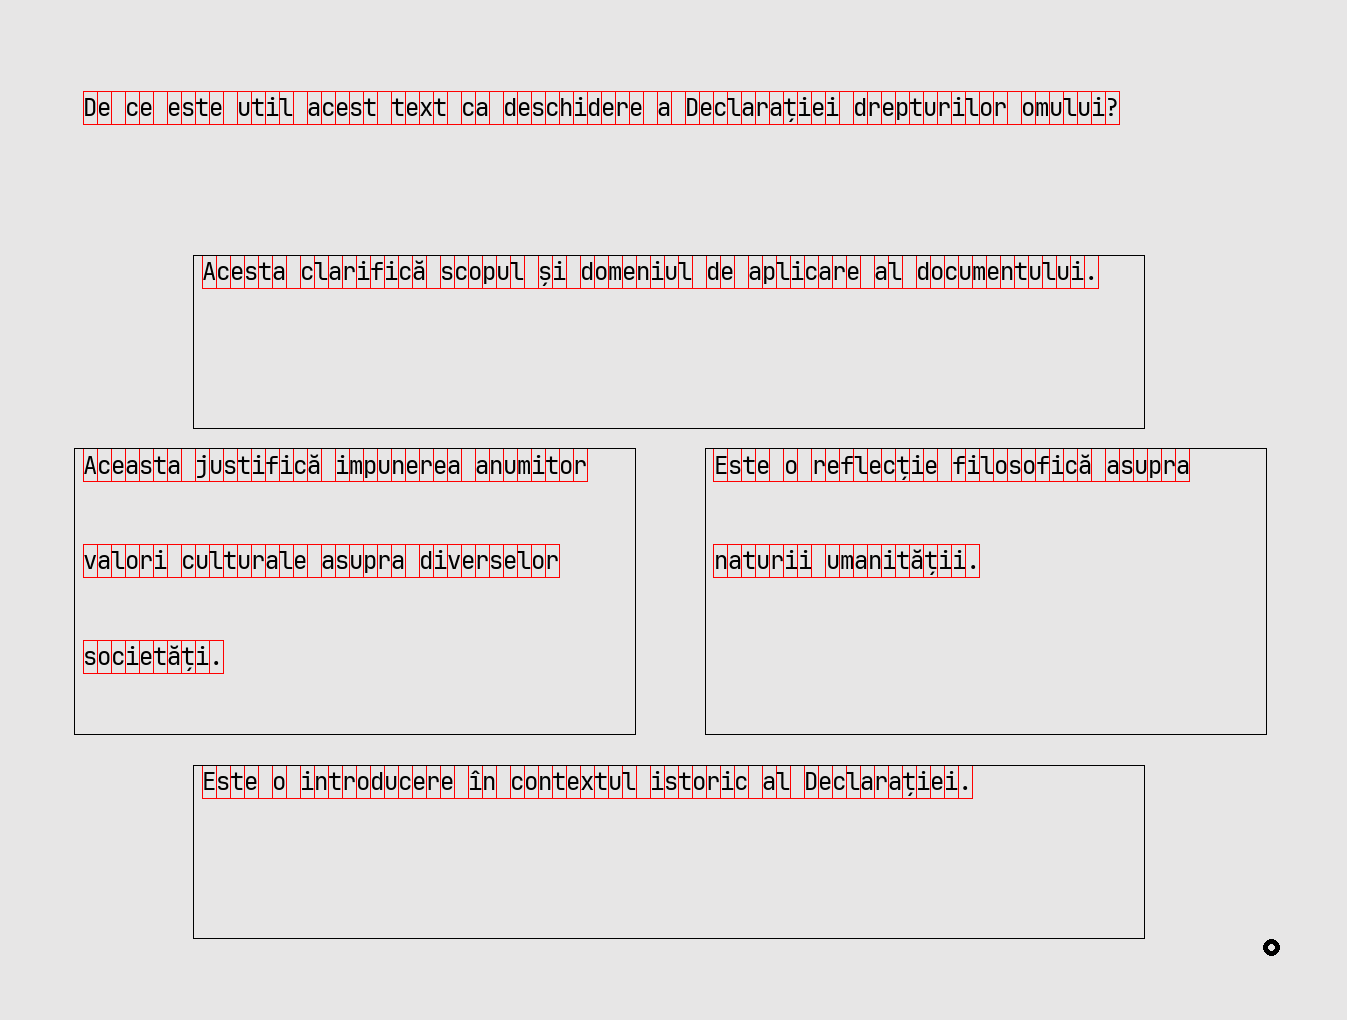 De ce este util acest text ca deschidere a Declarației drepturilor omului?
Acesta clarifică scopul și domeniul de aplicare al documentului.
Aceasta justifică impunerea anumitor
valori culturale asupra diverselor
societăți.
Este o reflecție filosofică asupra
naturii umanității.
Este o introducere în contextul istoric al Declarației.